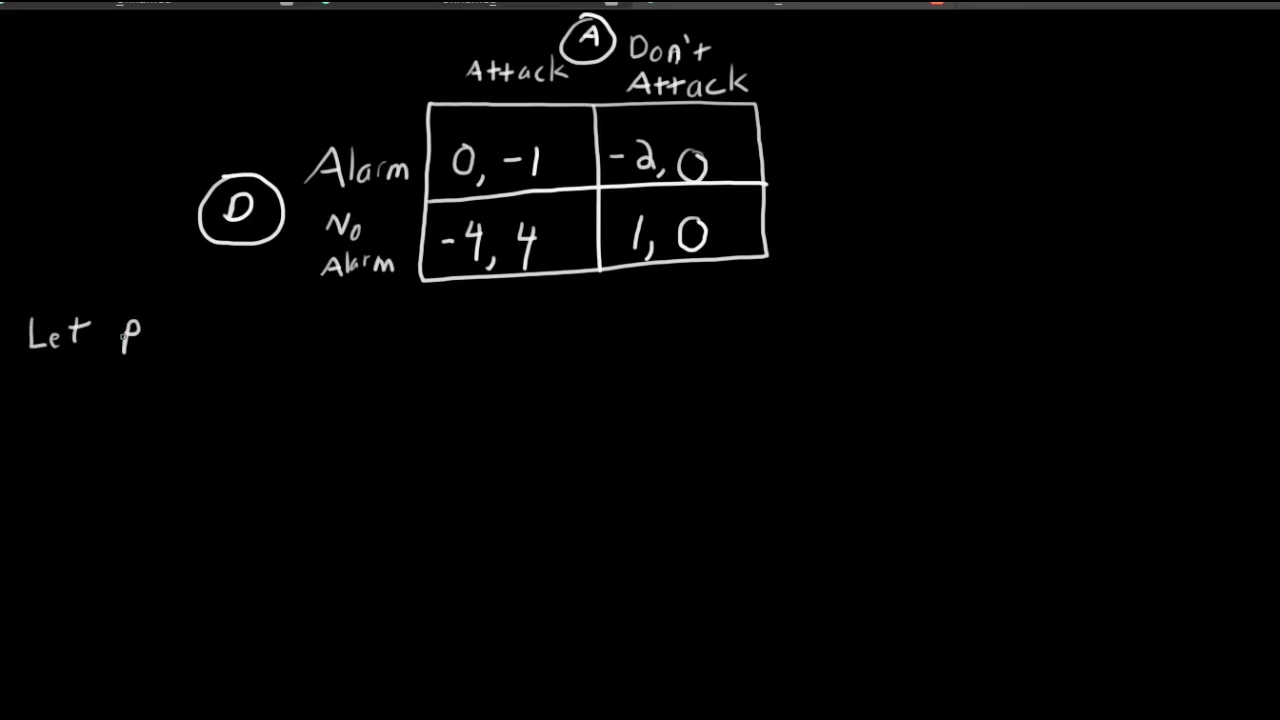 A Don't
Attack Attack
Alarm 0, -1 -2, 0
D
No
Alarm -4, 4 1, 0
Let p